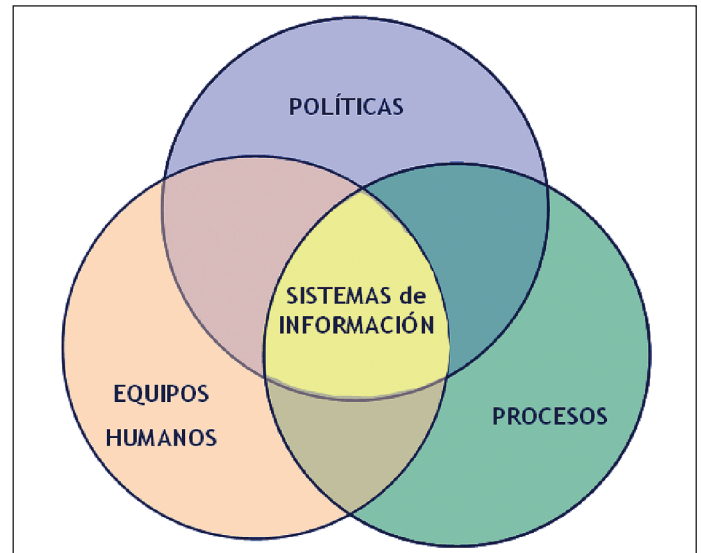 POLÍTICAS
SISTEMAS de
INFORMACIÓN
EQUIPOS
HUMANOS
PROCESOS